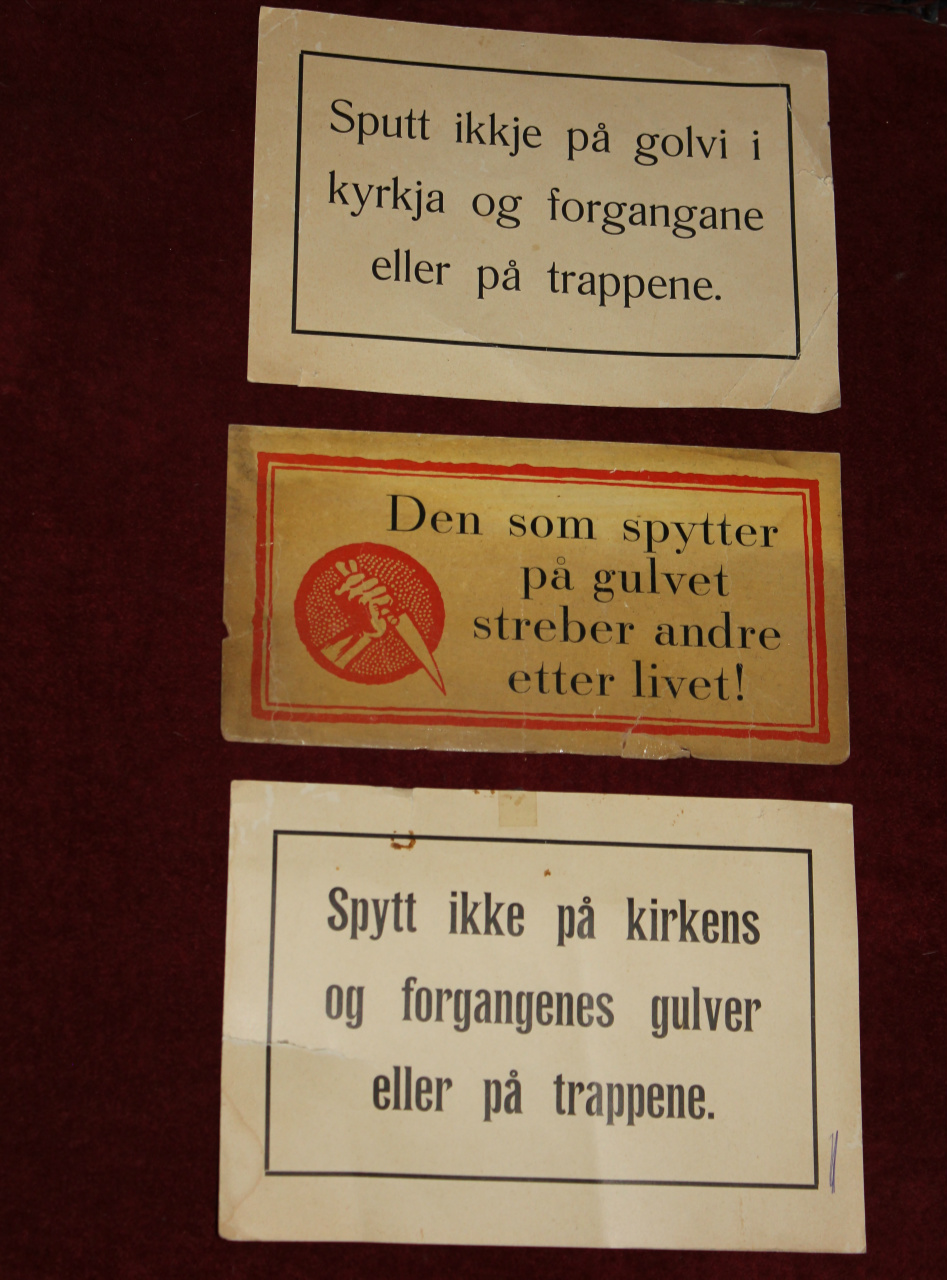 Sputt ikkje på golvi i
kyrkja og forgangane
eller på trappene.
Den som spytter
på gulvet
streber andre
etter livet!
Spytt ikke på kirkens
og forgangenes gulver
eller på trappene.